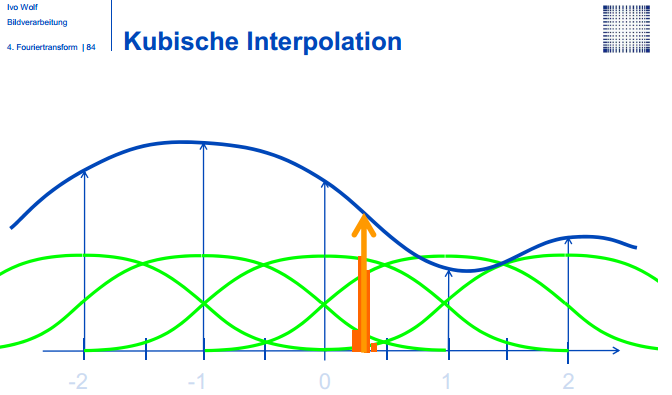 Ivo Wolf
Bildverarbeitung
4. Fouriertransform | 84
Kubische Interpolation
-2 -1 0 1 2